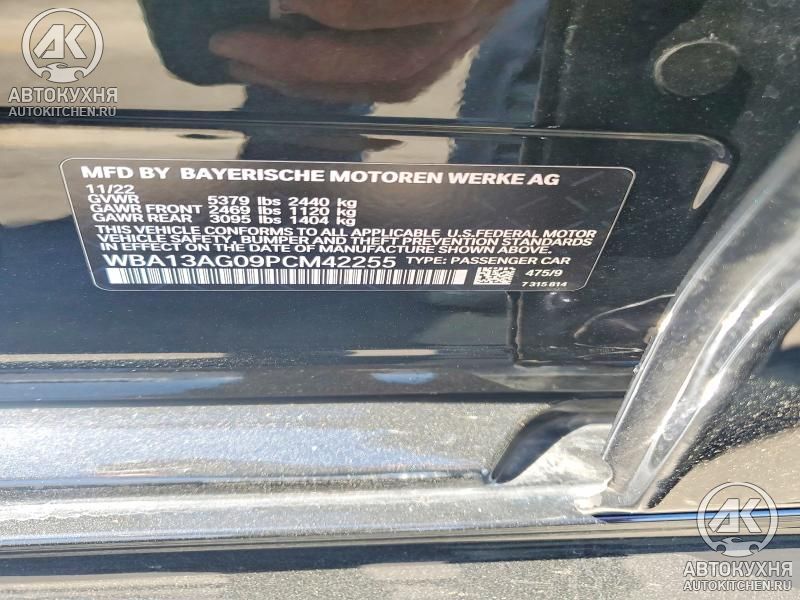 AK
АВТОКУХНЯ
AUTOKITCHEN.RU
MFD BY BAYERISCHE MOTOREN WERKE AG
11/22
GVWR 5379 lbs 2440 kg
GAWR FRONT 2469 lbs 1120 kg
GAWR REAR 3095 lbs 1404 kg
THIS VEHICLE CONFORMS TO ALL APPLICABLE U.S.FEDERAL MOTOR
VEHICLE SAFETY, BUMPER AND THEFT PREVENTION STANDARDS
IN EFFECT ON THE DATE OF MANUFACTURE SHOWN ABOVE.
WBA13AG09PCM42255 TYPE: PASSENGER CAR
475/9
7 315 814
AK
АВТОКУХНЯ
AUTOKITCHEN.RU